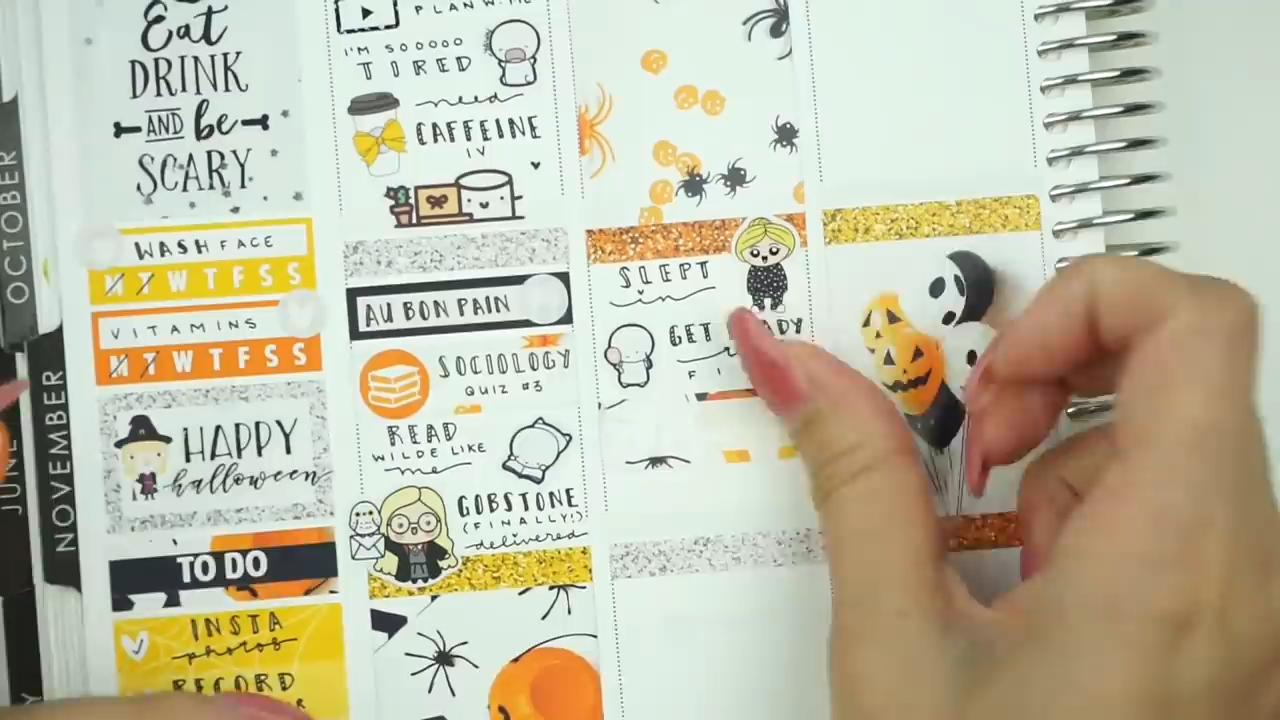 Eat
DRINK
AND be
SCARY
WASH FACE
M T W T F S S
VITAMINS
M T W T F S S
HAPPY
halloween
TO DO
INSTA
photos
RECORD
PLAN W. ME
I'M SOOOOO
TIRED
need
CAFFEINE
IV
AU BON PAIN
SOCIOLOGY
QUIZ #3
READ
WILDE LIKE
me
GOBSTONE
(FINALLY!)
delivered
SLEPT
in
GET
OCTOBER
NOVEMBER
JUNE